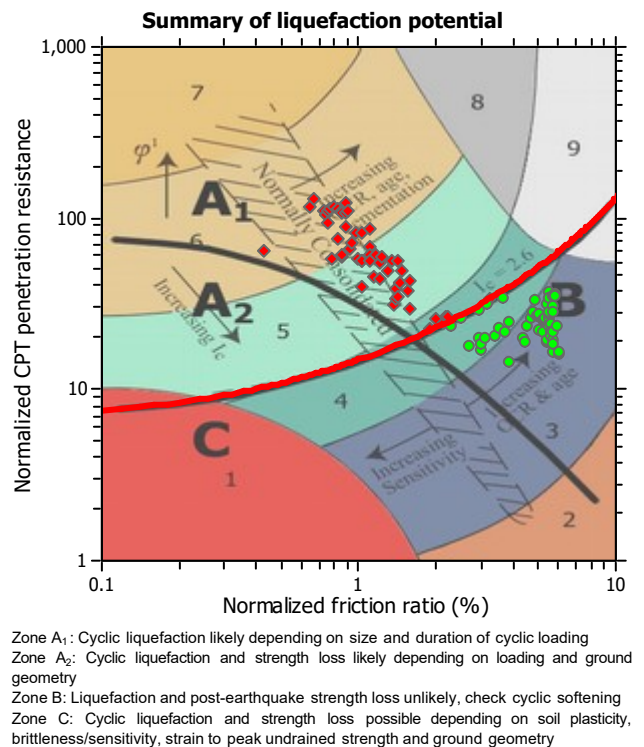 Summary of liquefaction potential
1,000
7
8
9
φ'
Increasing
OCR, age,
cementation
Normally Consolidated
A1
100
6
Ic = 2.6
A2
B
Increasing Ic
5
10
4
Increasing
OCR & age
C
3
1
Increasing
Sensitivity
2
1
0.1
1
10
Normalized CPT penetration resistance
Normalized friction ratio (%)
Zone A1: Cyclic liquefaction likely depending on size and duration of cyclic loading
Zone A2: Cyclic liquefaction and strength loss likely depending on loading and ground
geometry
Zone B: Liquefaction and post-earthquake strength loss unlikely, check cyclic softening
Zone C: Cyclic liquefaction and strength loss possible depending on soil plasticity,
brittleness/sensitivity, strain to peak undrained strength and ground geometry